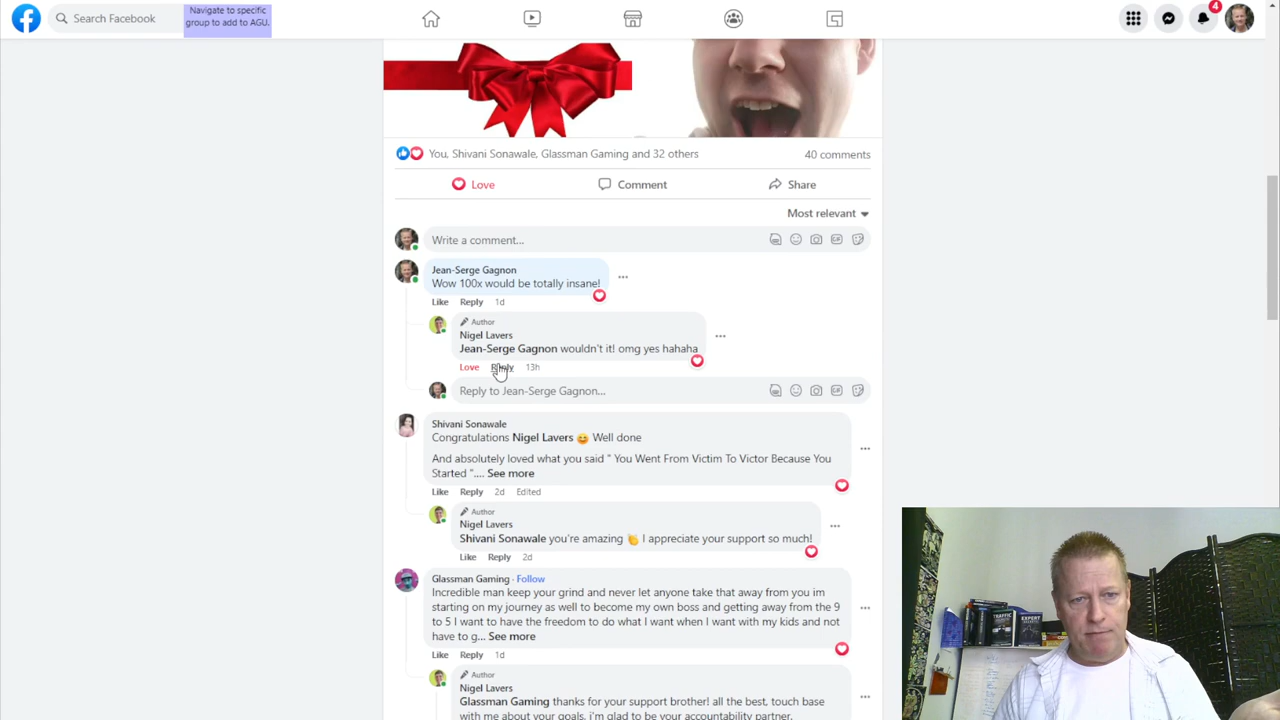 Search Facebook
Navigate to specific
group to add to AGU.
4
You, Shivani Sonawale, Glassman Gaming and 32 others
40 comments
Love
Comment
Share
Most relevant
Write a comment...
Jean-Serge Gagnon
Wow 100x would be totally insane!
Like Reply 1d
Author
Nigel Lavers
Jean-Serge Gagnon wouldn't it! omg yes hahaha
Love Reply 13h
Reply to Jean-Serge Gagnon...
Shivani Sonawale
Congratulations Nigel Lavers 😄 Well done
And absolutely loved what you said " You Went From Victim To Victor Because You
Started ".... See more
Like Reply 2d Edited
Author
Nigel Lavers
Shivani Sonawale you're amazing 👏 I appreciate your support so much!
Like Reply 2d
Glassman Gaming · Follow
Incredible man keep your grind and never let anyone take that away from you im
starting on my journey as well to become my own boss and getting away from the 9
to 5 I want to have the freedom to do what I want when I want with my kids and not
have to g... See more
Like Reply 1d
Author
Nigel Lavers
Glassman Gaming thanks for your support brother! all the best, touch base
with me about your goals, i'm glad to be your accountability partner.
TRAFFIC
EXPERT